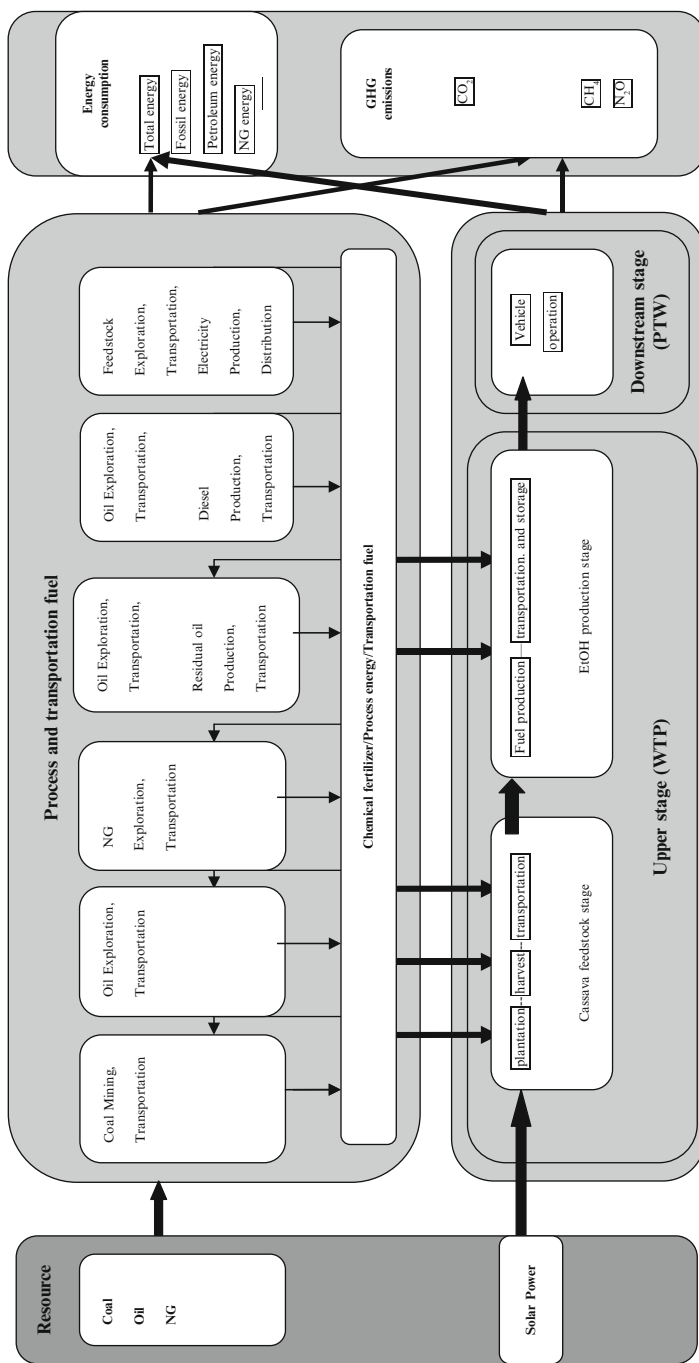 Resource
Coal
Oil
NG
Solar Power
Process and transportation fuel
Coal Mining,
Transportation
Oil Exploration,
Transportation
NG
Exploration,
Transportation
Oil Exploration,
Transportation,
Residual oil
Production,
Transportation
Oil Exploration,
Transportation,
Diesel
Production,
Transportation
Feedstock
Exploration,
Transportation,
Electricity
Production,
Distribution
Chemical fertilizer/Process energy/Transportation fuel
plantation--harvest--transportation
Cassava feedstock stage
Fuel production—transportation. and storage
EtOH production stage
Upper stage (WTP)
Vehicle
operation
Downstream stage
(PTW)
Energy
consumption
Total energy
Fossil energy
Petroleum energy
NG energy
GHG
emissions
CO2
CH4
N2O